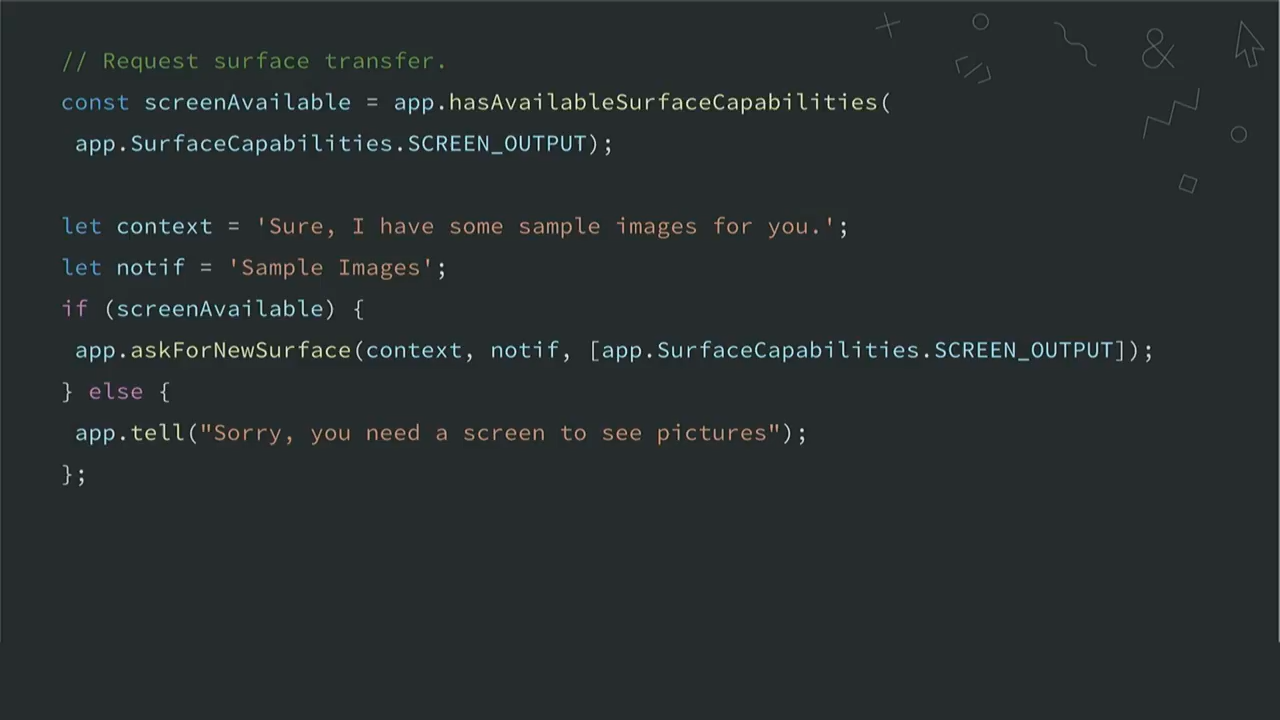 // Request surface transfer.
const screenAvailable = app.hasAvailableSurfaceCapabilities(
 app.SurfaceCapabilities.SCREEN_OUTPUT);

let context = 'Sure, I have some sample images for you.';
let notif = 'Sample Images';
if (screenAvailable) {
 app.askForNewSurface(context, notif, [app.SurfaceCapabilities.SCREEN_OUTPUT]);
} else {
 app.tell("Sorry, you need a screen to see pictures");
};